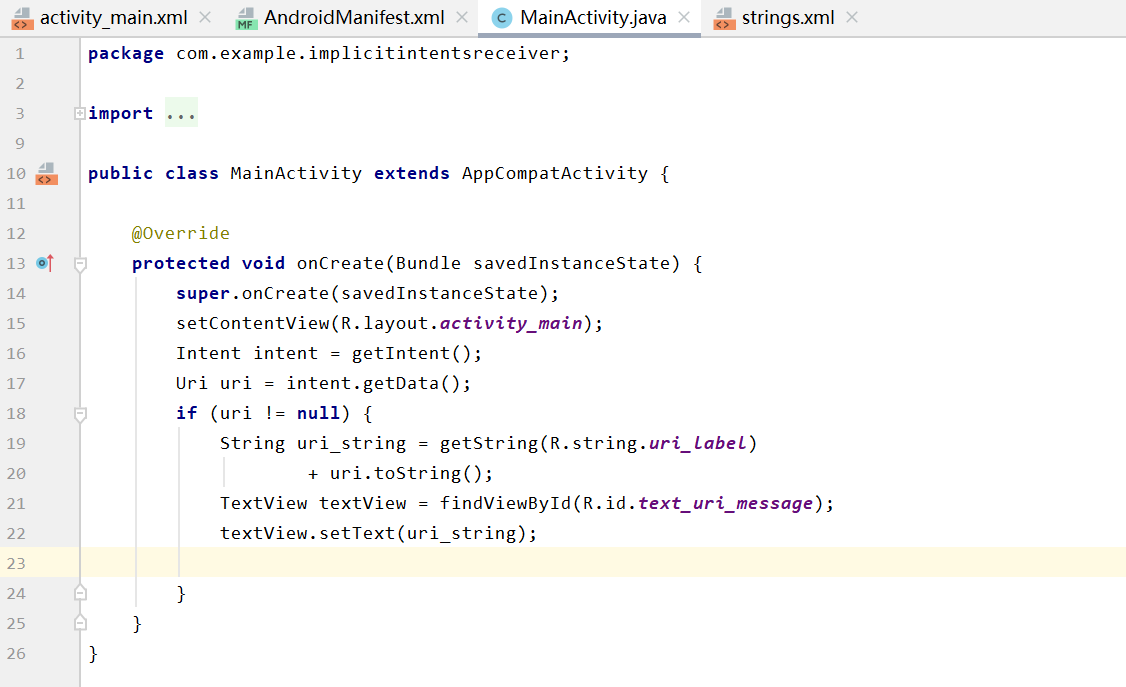 activity_main.xml AndroidManifest.xml MainActivity.java strings.xml
1 package com.example.implicitintentsreceiver;
2
3 import ...
9
10 public class MainActivity extends AppCompatActivity {
11
12 @Override
13 protected void onCreate(Bundle savedInstanceState) {
14 super.onCreate(savedInstanceState);
15 setContentView(R.layout.activity_main);
16 Intent intent = getIntent();
17 Uri uri = intent.getData();
18 if (uri != null) {
19 String uri_string = getString(R.string.uri_label)
20 + uri.toString();
21 TextView textView = findViewById(R.id.text_uri_message);
22 textView.setText(uri_string);
23
24 }
25 }
26 }